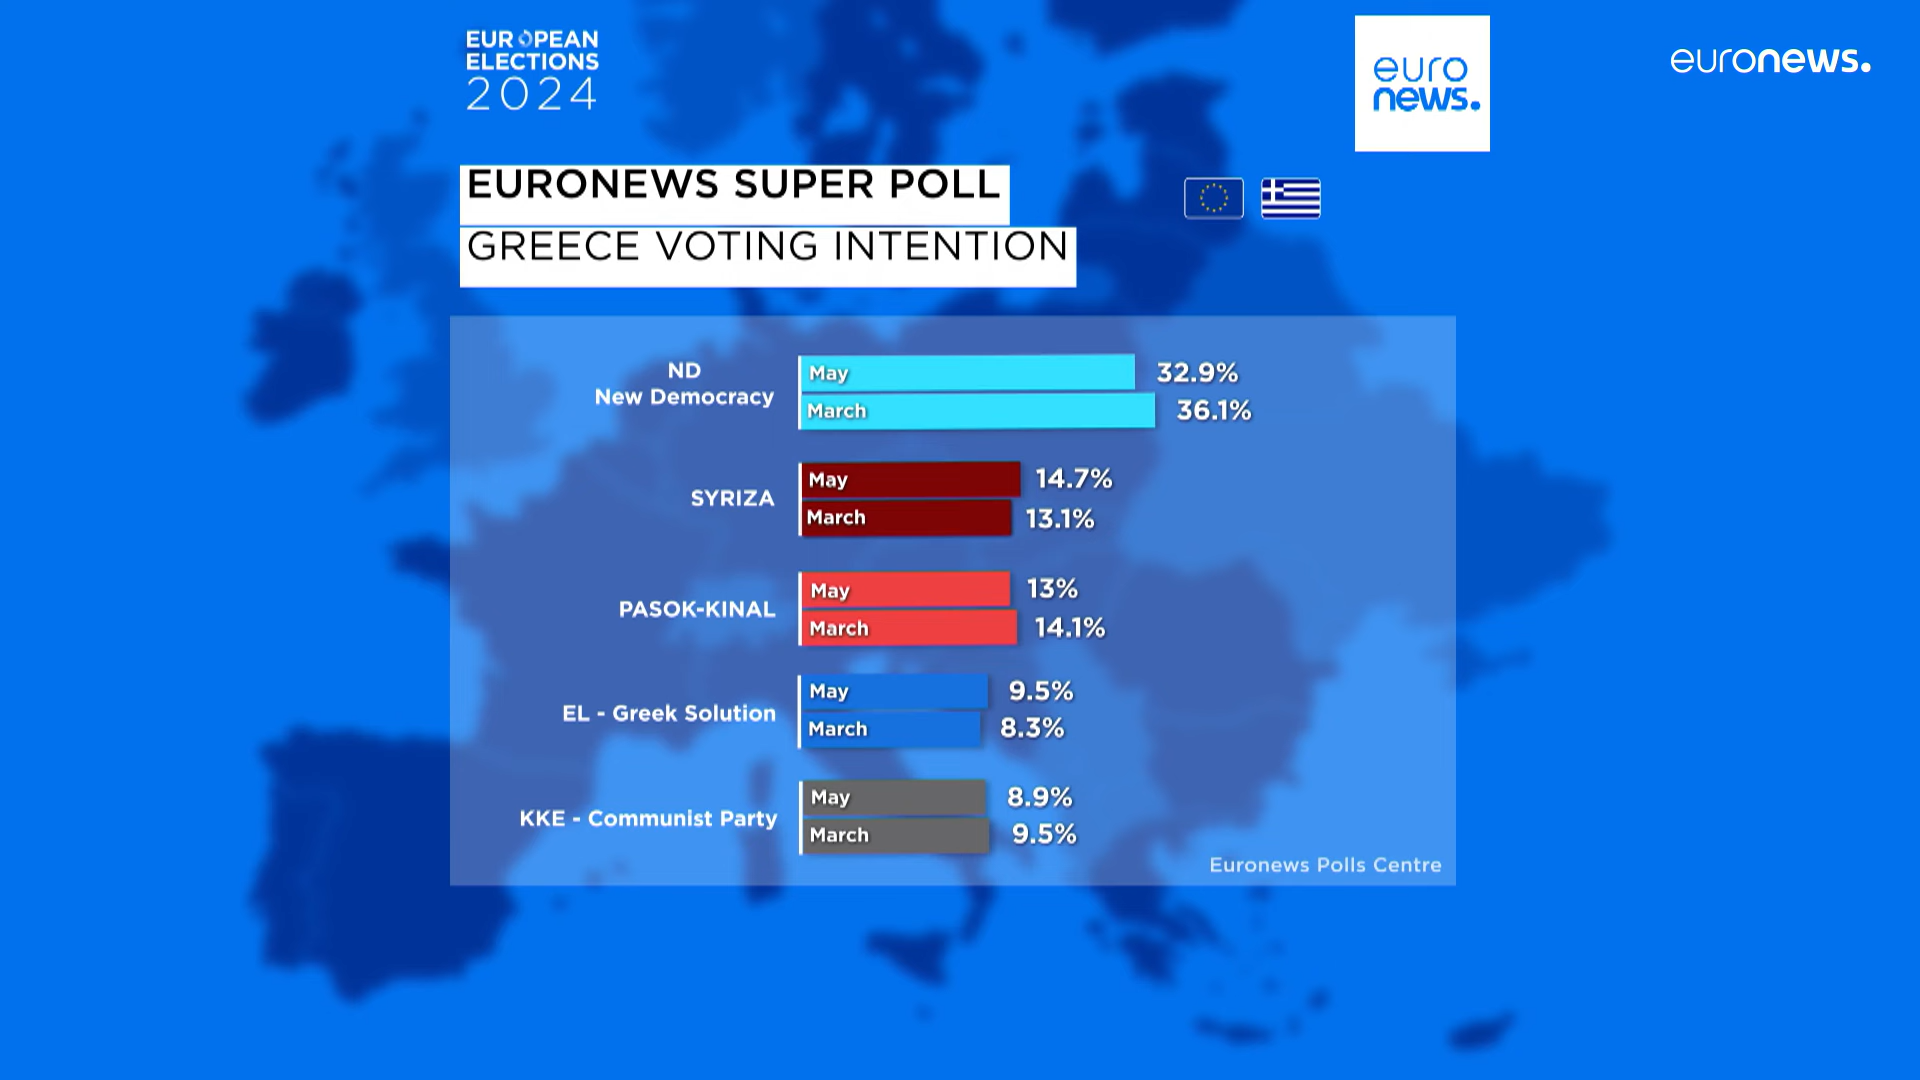 EUROPEAN
ELECTIONS
2024
euro
news.
euronews.
EURONEWS SUPER POLL
GREECE VOTING INTENTION
ND
New Democracy
May
32.9%
March
36.1%
SYRIZA
May
14.7%
March
13.1%
PASOK-KINAL
May
13%
March
14.1%
EL - Greek Solution
May
9.5%
March
8.3%
KKE - Communist Party
May
8.9%
March
9.5%
Euronews Polls Centre